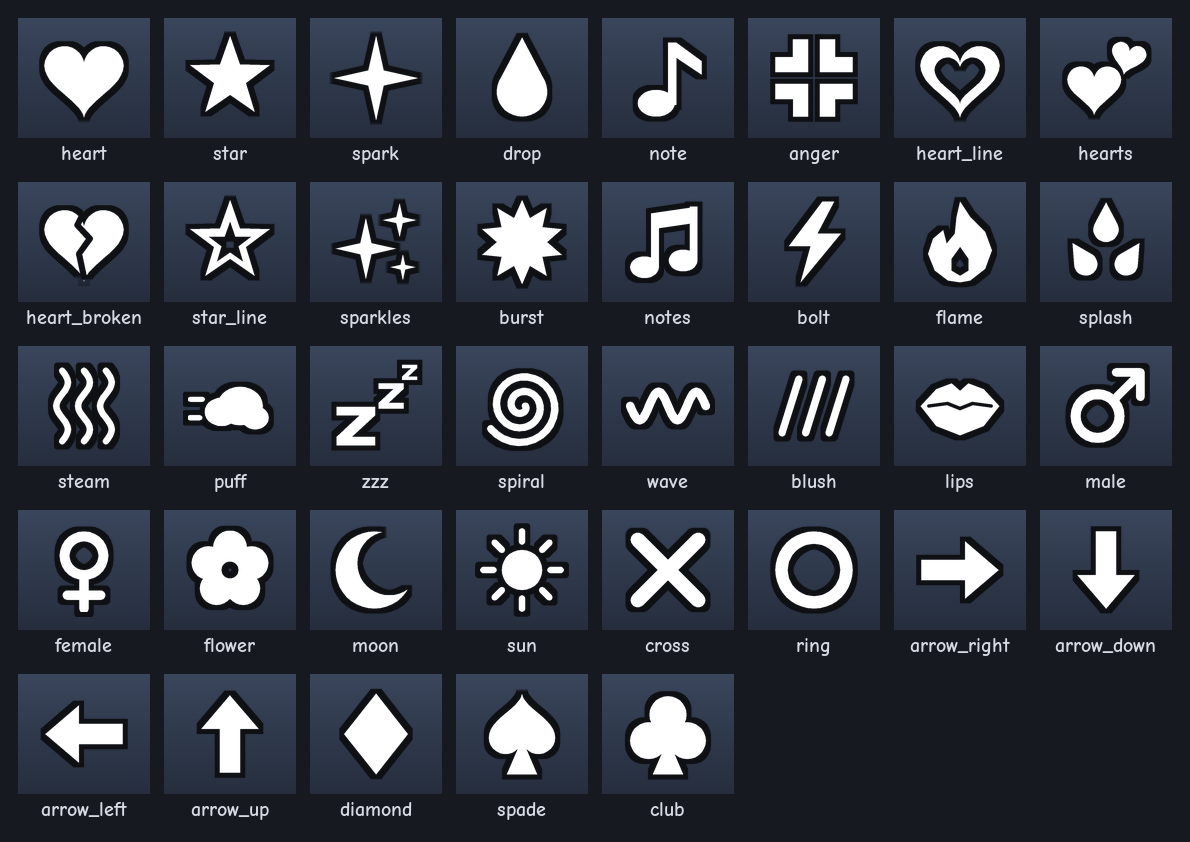 heart star spark drop note anger heart_line hearts
heart_broken star_line sparkles burst notes bolt flame splash
steam puff zzz spiral wave blush lips male
female flower moon sun cross ring arrow_right arrow_down
arrow_left arrow_up diamond spade club